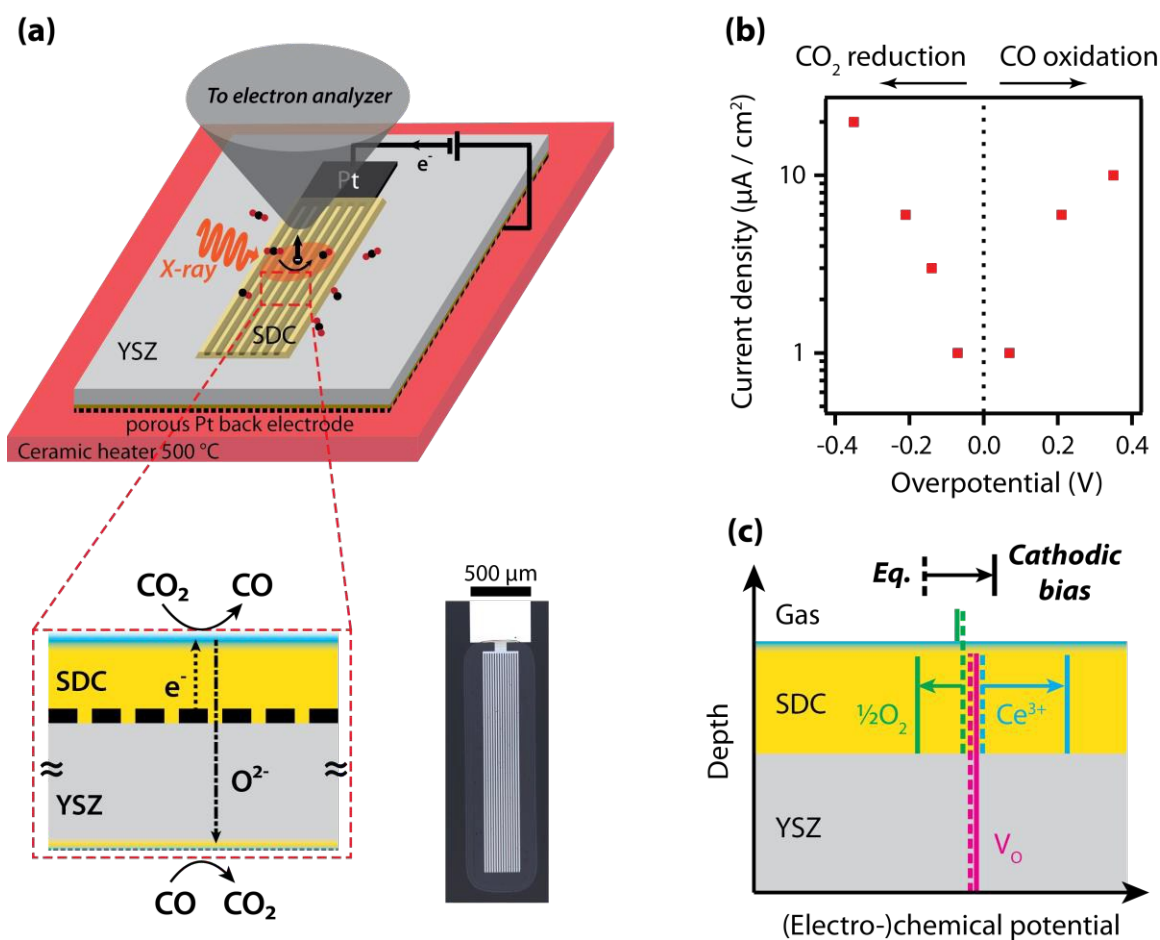 (a)
To electron analyzer
e⁻
Pt
X-ray
SDC
YSZ
porous Pt back electrode
Ceramic heater 500 °C
CO₂ CO
SDC
e⁻
≈ ≈
O²⁻
YSZ
CO CO₂
500 µm
(b)
CO₂ reduction CO oxidation
Current density (µA / cm²)
10
1
-0.4 -0.2 0.0 0.2 0.4
Overpotential (V)
(c)
Eq. Cathodic
bias
Gas
SDC
½O₂ Ce³⁺
Depth
YSZ
V₀
(Electro-)chemical potential